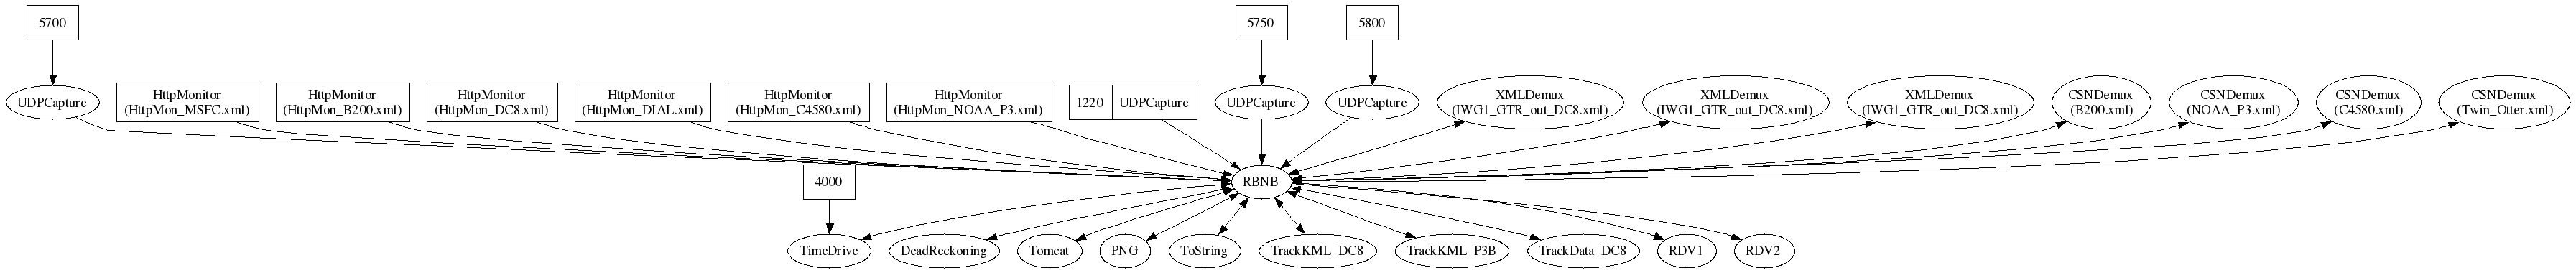 5700
5750
5800
UDPCapture
HttpMonitor
(HttpMon_MSFC.xml)
HttpMonitor
(HttpMon_B200.xml)
HttpMonitor
(HttpMon_DC8.xml)
HttpMonitor
(HttpMon_DIAL.xml)
HttpMonitor
(HttpMon_C4580.xml)
HttpMonitor
(HttpMon_NOAA_P3.xml)
1220 UDPCapture
UDPCapture
UDPCapture
XMLDemux
(IWG1_GTR_out_DC8.xml)
XMLDemux
(IWG1_GTR_out_DC8.xml)
XMLDemux
(IWG1_GTR_out_DC8.xml)
CSNDemux
(B200.xml)
CSNDemux
(NOAA_P3.xml)
CSNDemux
(C4580.xml)
CSNDemux
(Twin_Otter.xml)
4000
RBNB
TimeDrive
DeadReckoning
Tomcat
PNG
ToString
TrackKML_DC8
TrackKML_P3B
TrackData_DC8
RDV1
RDV2